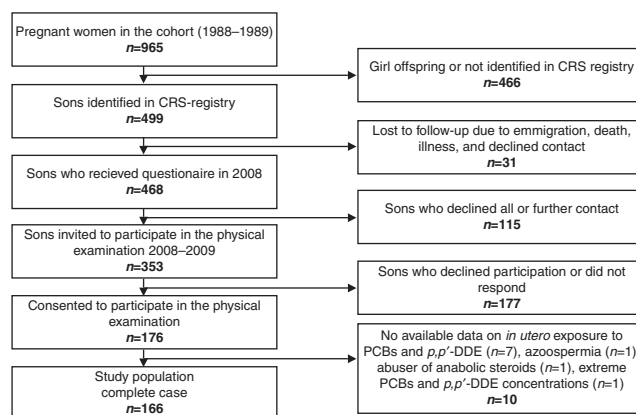 Pregnant women in the cohort (1988–1989)
n=965
Girl offspring or not identified in CRS registry
n=466
Sons identified in CRS-registry
n=499
Lost to follow-up due to emmigration, death,
illness, and declined contact
n=31
Sons who recieved questionaire in 2008
n=468
Sons who declined all or further contact
n=115
Sons invited to participate in the physical
examination 2008–2009
n=353
Sons who declined participation or did not
respond
n=177
Consented to participate in the physical
examination
n=176
No available data on in utero exposure to
PCBs and p,p′-DDE (n=7), azoospermia (n=1)
abuser of anabolic steroids (n=1), extreme
PCBs and p,p′-DDE concentrations (n=1)
n=10
Study population
complete case
n=166